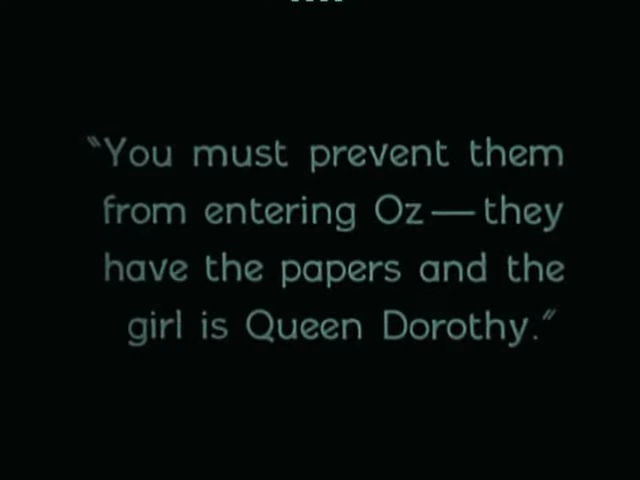 "You must prevent them
from entering Oz — they
have the papers and the
girl is Queen Dorothy."